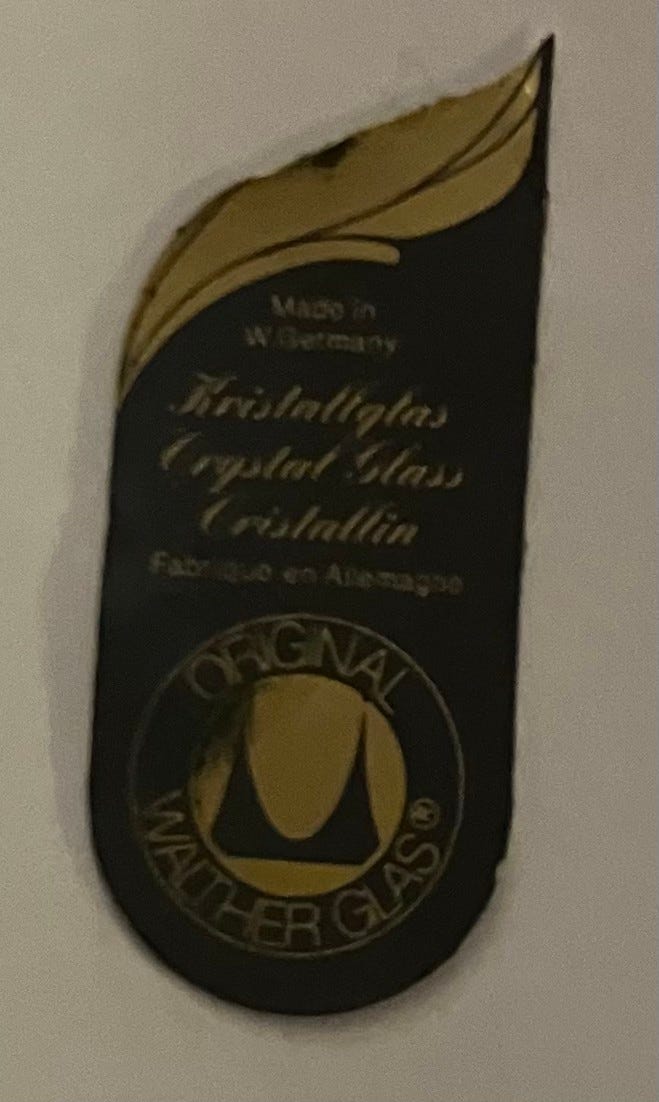 Made in
W.Germany
Kristallglas
Crystal Glass
Cristallin
Fabriqué en Allemagne
ORIGINAL
WALTHER GLAS®